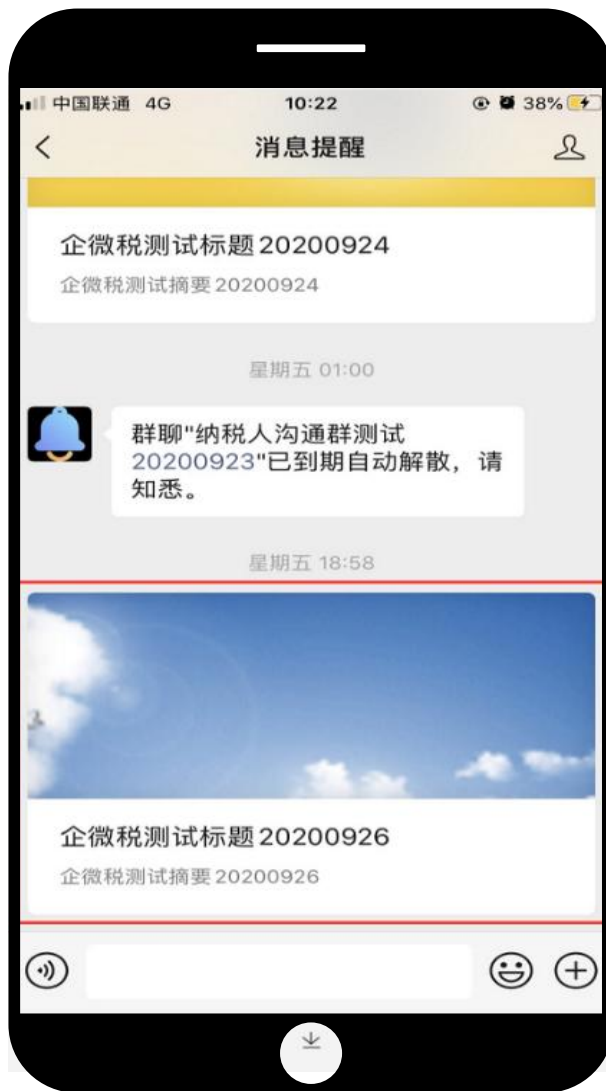 中国联通 4G 10:22 38%
消息提醒
企微税测试标题20200924
企微税测试摘要20200924
星期五 01:00
群聊"纳税人沟通群测试
20200923"已到期自动解散，请
知悉。
星期五 18:58
企微税测试标题20200926
企微税测试摘要20200926